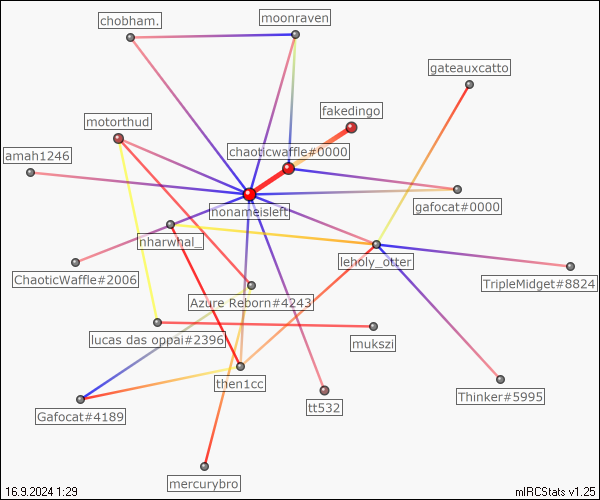 moonraven
chobham.
gateauxcatto
fakedingo
motorthud
chaoticwaffle#0000
amah1246
gafocat#0000
nonameisleft
nharwhal_
leholy_otter
ChaoticWaffle#2006
TripleMidget#8824
Azure Reborn#4243
lucas das oppai#2396
mukszi
then1cc
Thinker#5995
tt532
Gafocat#4189
mercurybro
16.9.2024 1:29
mIRCStats v1.25